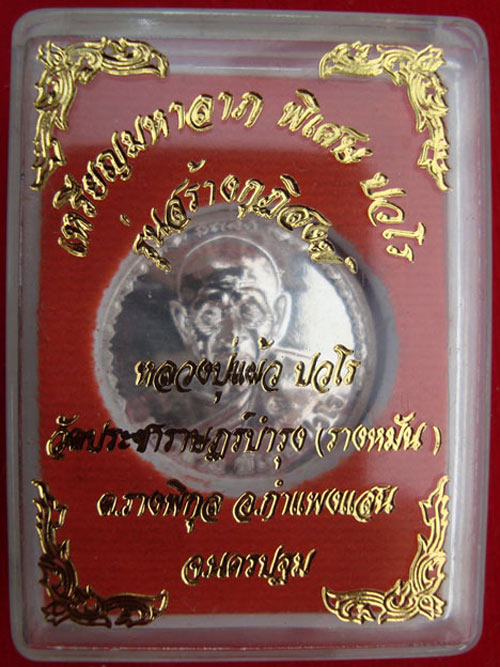 เหรียญมหาลาภ พิเศษ ปวโร
รุ่นสร้างกุฏิสงฆ์
หลวงปู่แผ้ว ปวโร
วัดประชาราษฎร์บำรุง (รางหมัน)
ต.รางพิกุล อ.กำแพงแสน
จ.นครปฐม